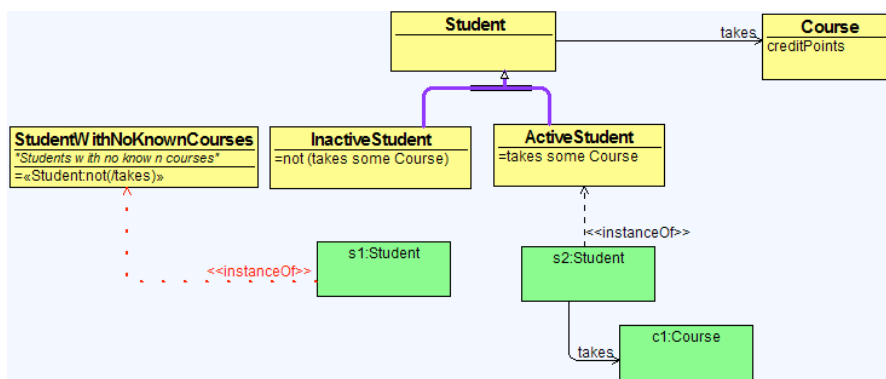 Student
takes
Course
creditPoints
StudentWithNoKnownCourses
"Students with no known courses"
=«Student:not(/takes)»
InactiveStudent
=not (takes some Course)
ActiveStudent
=takes some Course
<<instanceOf>>
<<instanceOf>>
s1:Student
s2:Student
takes
c1:Course